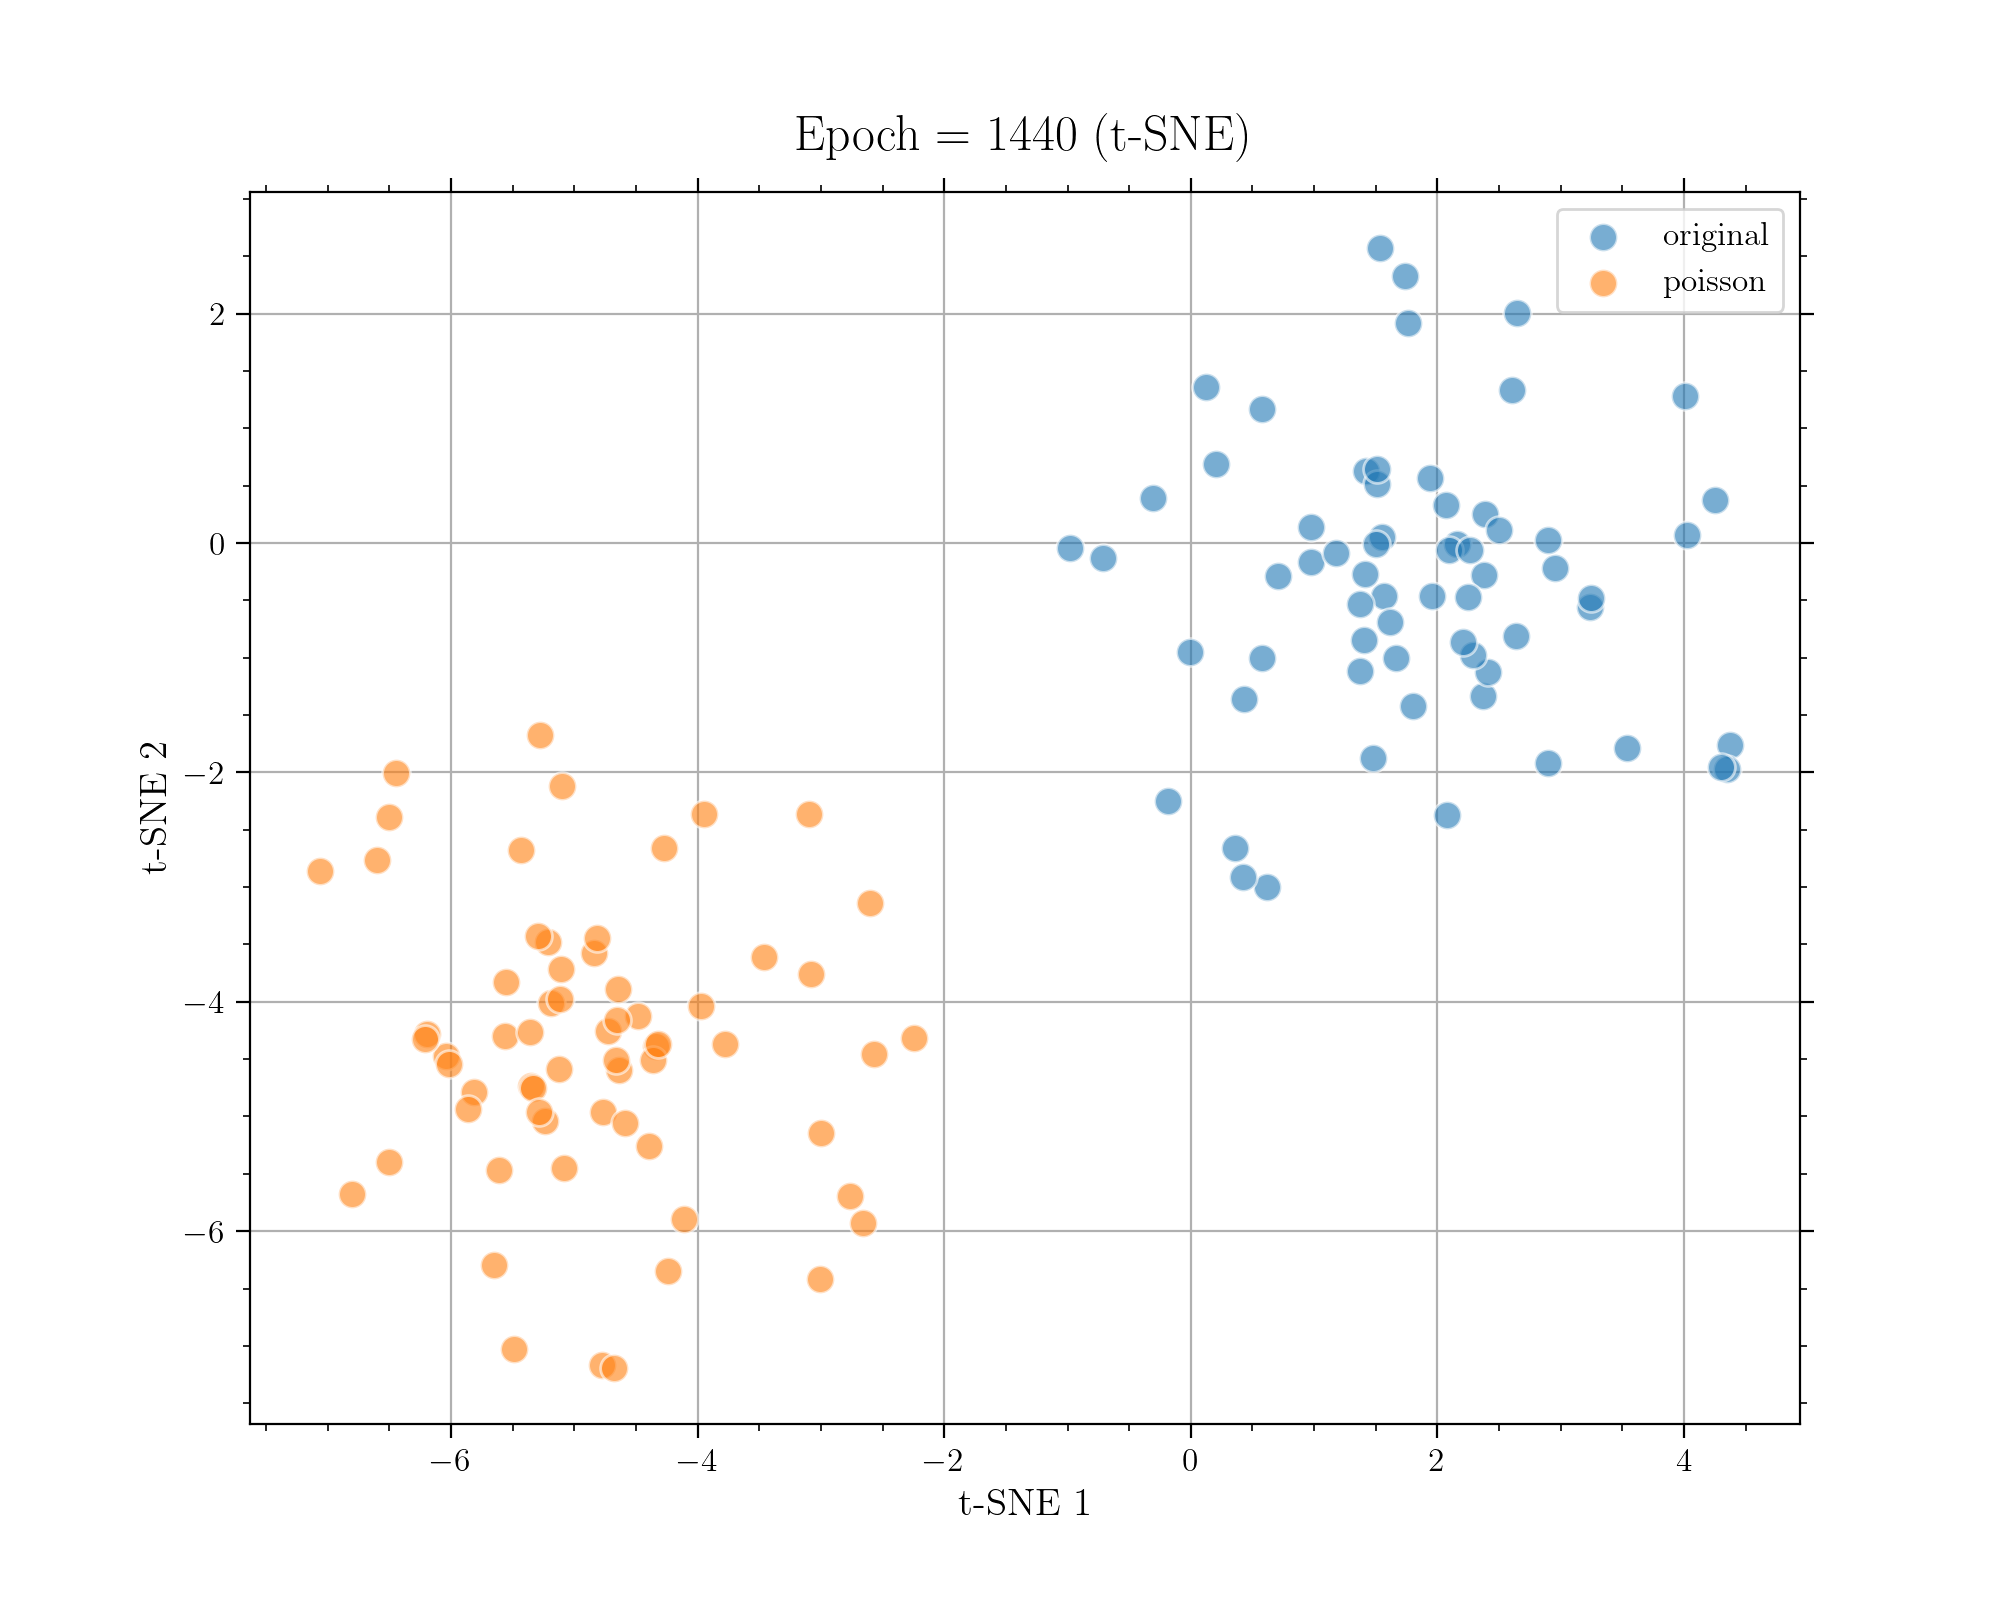 Epoch = 1440 (t-SNE)
original
poisson
2
0
−2
−4
−6
t-SNE 2
−6 −4 −2 0 2 4
t-SNE 1